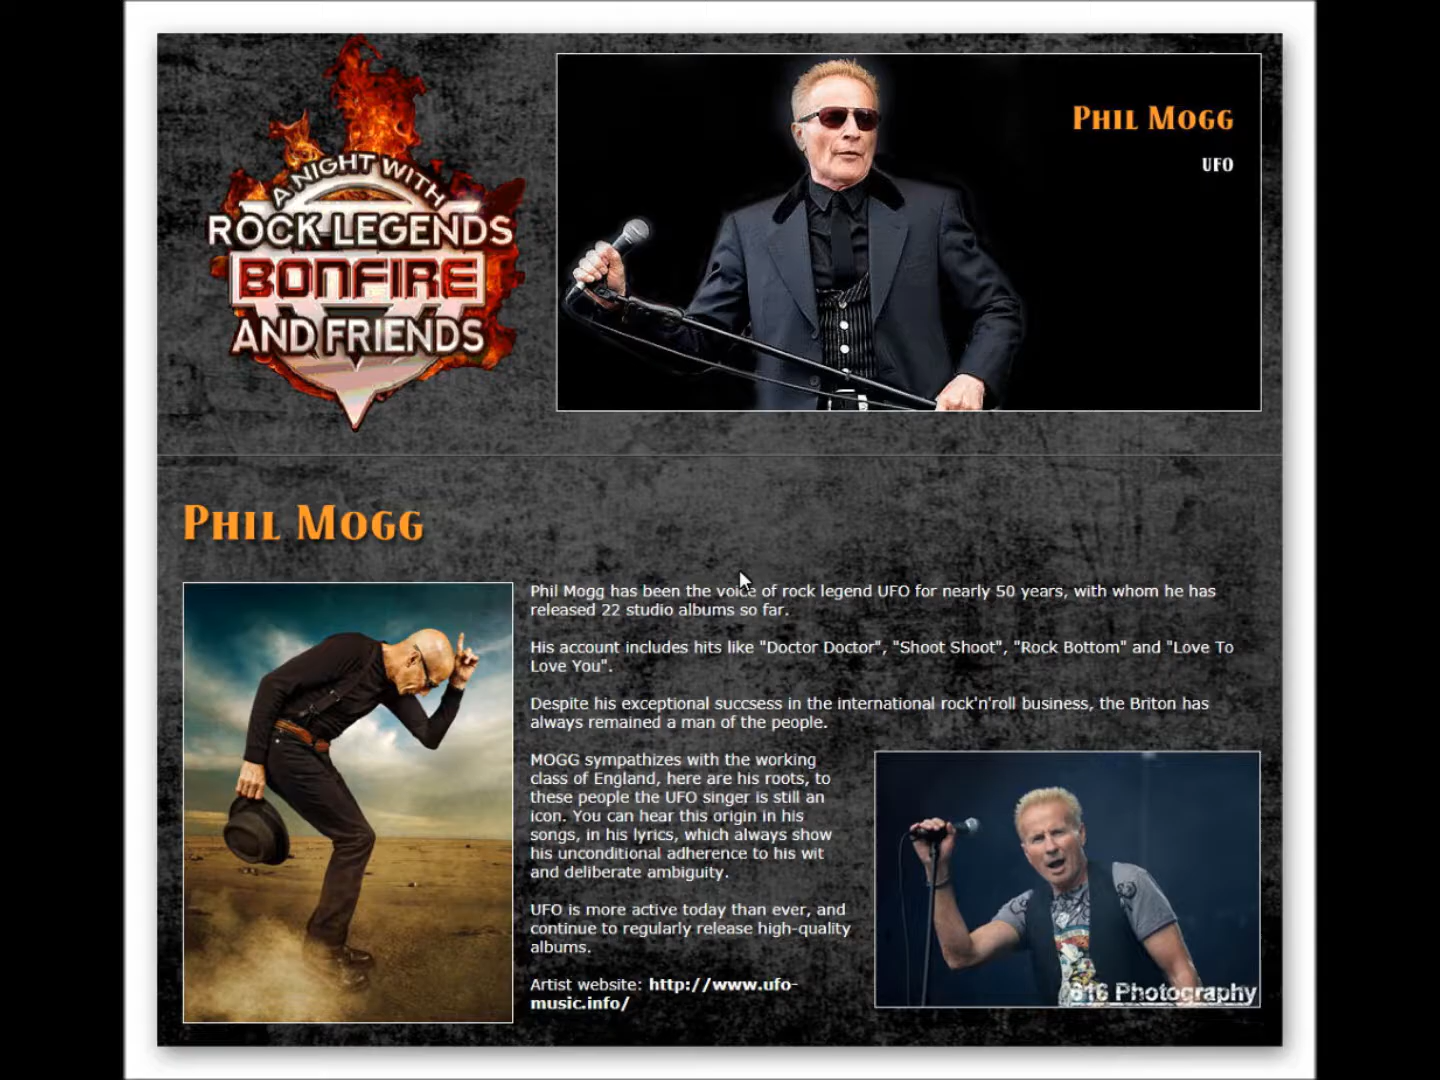 A NIGHT WITH
ROCK LEGENDS
BONFIRE
AND FRIENDS
Phil Mogg
UFO
Phil Mogg
Phil Mogg has been the voice of rock legend UFO for nearly 50 years, with whom he has
released 22 studio albums so far.
His account includes hits like "Doctor Doctor", "Shoot Shoot", "Rock Bottom" and "Love To
Love You".
Despite his exceptional succsess in the international rock'n'roll business, the Briton has
always remained a man of the people.
MOGG sympathizes with the working
class of England, here are his roots, to
these people the UFO singer is still an
icon. You can hear this origin in his
songs, in his lyrics, which always show
his unconditional adherence to his wit
and deliberate ambiguity.
UFO is more active today than ever, and
continue to regularly release high-quality
albums.
Artist website: http://www.ufo-
music.info/
616 Photography